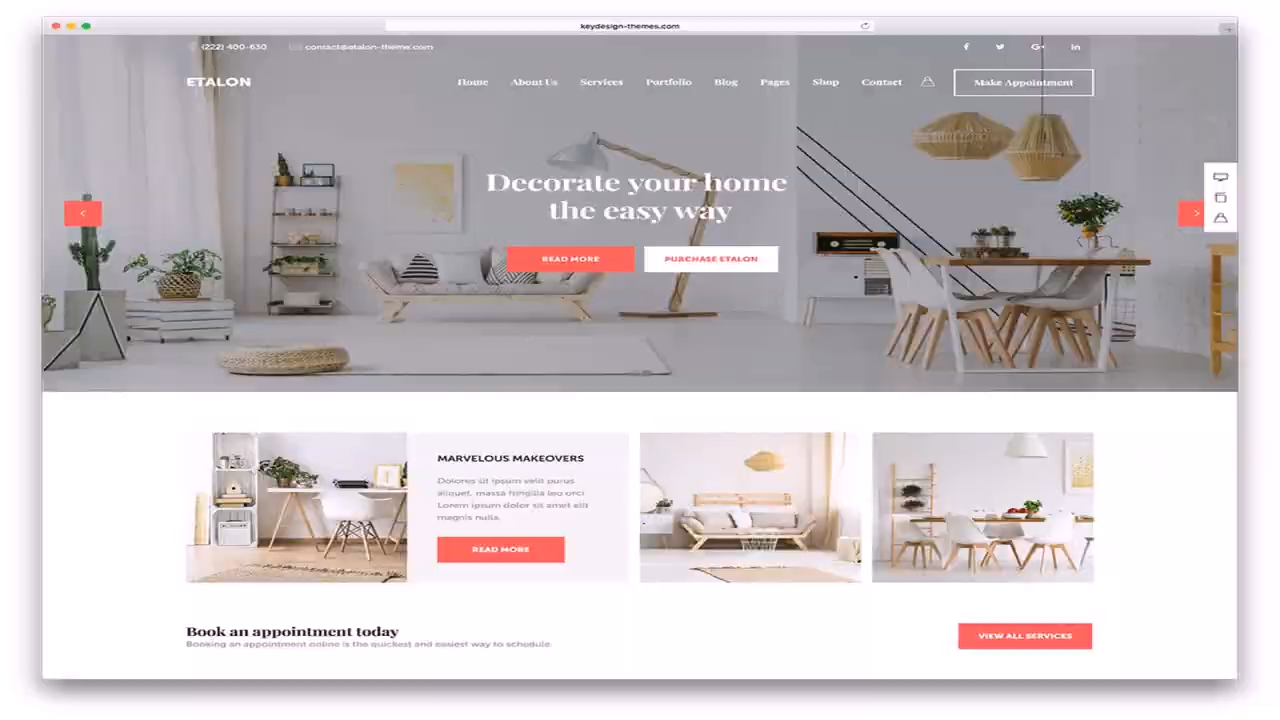 keydesign-themes.com
(222) 400-630 contact@etalon-theme.com
ETALON
Home About Us Services Portfolio Blog Pages Shop Contact Make Appointment
Decorate your home
the easy way
READ MORE PURCHASE ETALON
MARVELOUS MAKEOVERS
Dolores sit ipsum velit purus
aliquet, massa fringilla leo orci
Lorem ipsum dolor sit amet elit
magnis nulla.
READ MORE
Book an appointment today
Booking an appointment online is the quickest and easiest way to schedule.
VIEW ALL SERVICES